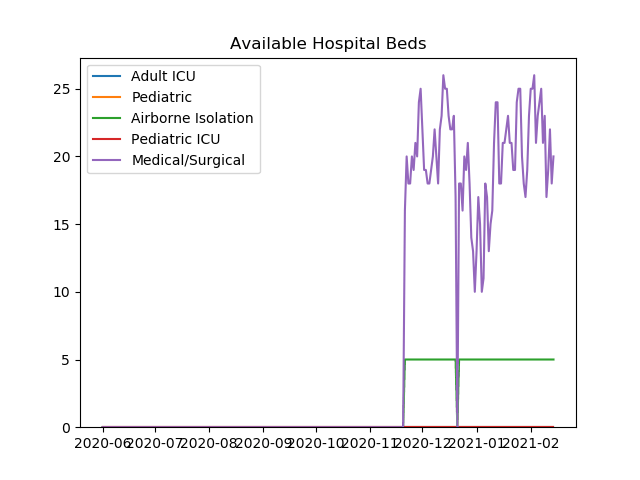 Available Hospital Beds
Adult ICU
Pediatric
Airborne Isolation
Pediatric ICU
Medical/Surgical
25
20
15
10
5
0
2020-06 2020-07 2020-08 2020-09 2020-10 2020-11 2020-12 2021-01 2021-02